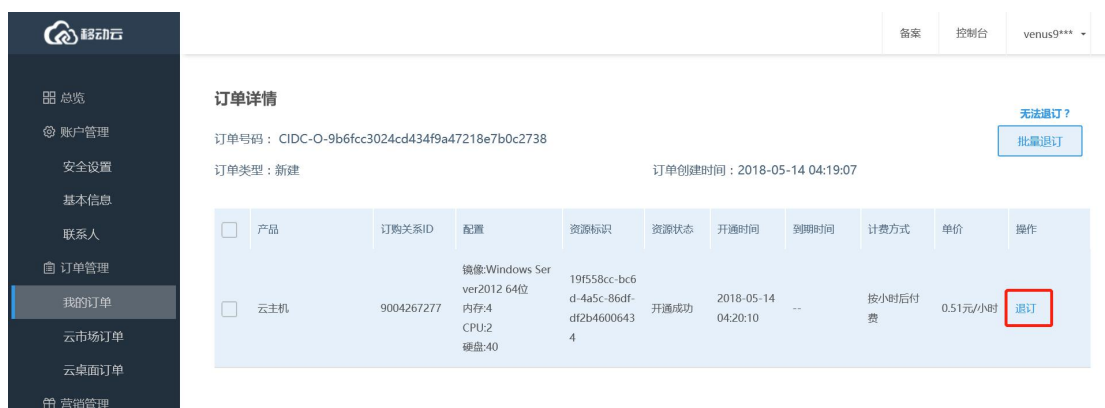 移动云
备案
控制台
venus9***
总览
账户管理
安全设置
基本信息
联系人
订单管理
我的订单
云市场订单
云桌面订单
营销管理
订单详情
无法退订？
订单号码： CIDC-O-9b6fcc3024cd434f9a47218e7b0c2738
批量退订
订单类型：新建
订单创建时间：2018-05-14 04:19:07
产品
订购关系ID
配置
资源标识
资源状态
开通时间
到期时间
计费方式
单价
操作
云主机
9004267277
镜像:Windows Ser
ver2012 64位
内存:4
CPU:2
硬盘:40
19f558cc-bc6
d-4a5c-86df-
df2b4600643
4
开通成功
2018-05-14
04:20:10
--
按小时后付
费
0.51元/小时
退订